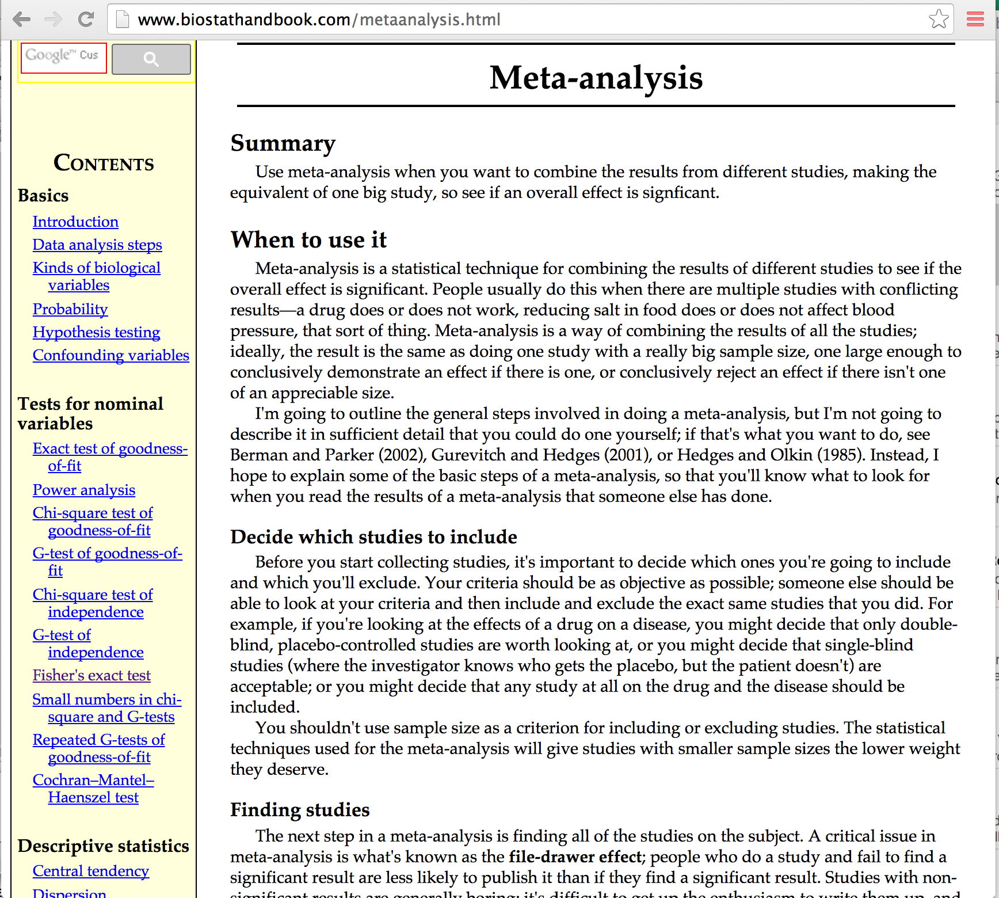 www.biostathandbook.com/metaanalysis.html
Google™ Cus
CONTENTS
Basics
Introduction
Data analysis steps
Kinds of biological
variables
Probability
Hypothesis testing
Confounding variables
Tests for nominal
variables
Exact test of goodness-
of-fit
Power analysis
Chi-square test of
goodness-of-fit
G-test of goodness-of-
fit
Chi-square test of
independence
G-test of
independence
Fisher's exact test
Small numbers in chi-
square and G-tests
Repeated G-tests of
goodness-of-fit
Cochran–Mantel–
Haenszel test
Descriptive statistics
Central tendency
Dispersion
Meta-analysis
Summary
Use meta-analysis when you want to combine the results from different studies, making the
equivalent of one big study, so see if an overall effect is signficant.
When to use it
Meta-analysis is a statistical technique for combining the results of different studies to see if the
overall effect is significant. People usually do this when there are multiple studies with conflicting
results—a drug does or does not work, reducing salt in food does or does not affect blood
pressure, that sort of thing. Meta-analysis is a way of combining the results of all the studies;
ideally, the result is the same as doing one study with a really big sample size, one large enough to
conclusively demonstrate an effect if there is one, or conclusively reject an effect if there isn't one
of an appreciable size.
I'm going to outline the general steps involved in doing a meta-analysis, but I'm not going to
describe it in sufficient detail that you could do one yourself; if that's what you want to do, see
Berman and Parker (2002), Gurevitch and Hedges (2001), or Hedges and Olkin (1985). Instead, I
hope to explain some of the basic steps of a meta-analysis, so that you'll know what to look for
when you read the results of a meta-analysis that someone else has done.
Decide which studies to include
Before you start collecting studies, it's important to decide which ones you're going to include
and which you'll exclude. Your criteria should be as objective as possible; someone else should be
able to look at your criteria and then include and exclude the exact same studies that you did. For
example, if you're looking at the effects of a drug on a disease, you might decide that only double-
blind, placebo-controlled studies are worth looking at, or you might decide that single-blind
studies (where the investigator knows who gets the placebo, but the patient doesn't) are
acceptable; or you might decide that any study at all on the drug and the disease should be
included.
You shouldn't use sample size as a criterion for including or excluding studies. The statistical
techniques used for the meta-analysis will give studies with smaller sample sizes the lower weight
they deserve.
Finding studies
The next step in a meta-analysis is finding all of the studies on the subject. A critical issue in
meta-analysis is what's known as the file-drawer effect; people who do a study and fail to find a
significant result are less likely to publish it than if they find a significant result. Studies with non-
significant results are generally boring; it's difficult to get up the enthusiasm to write them up, and